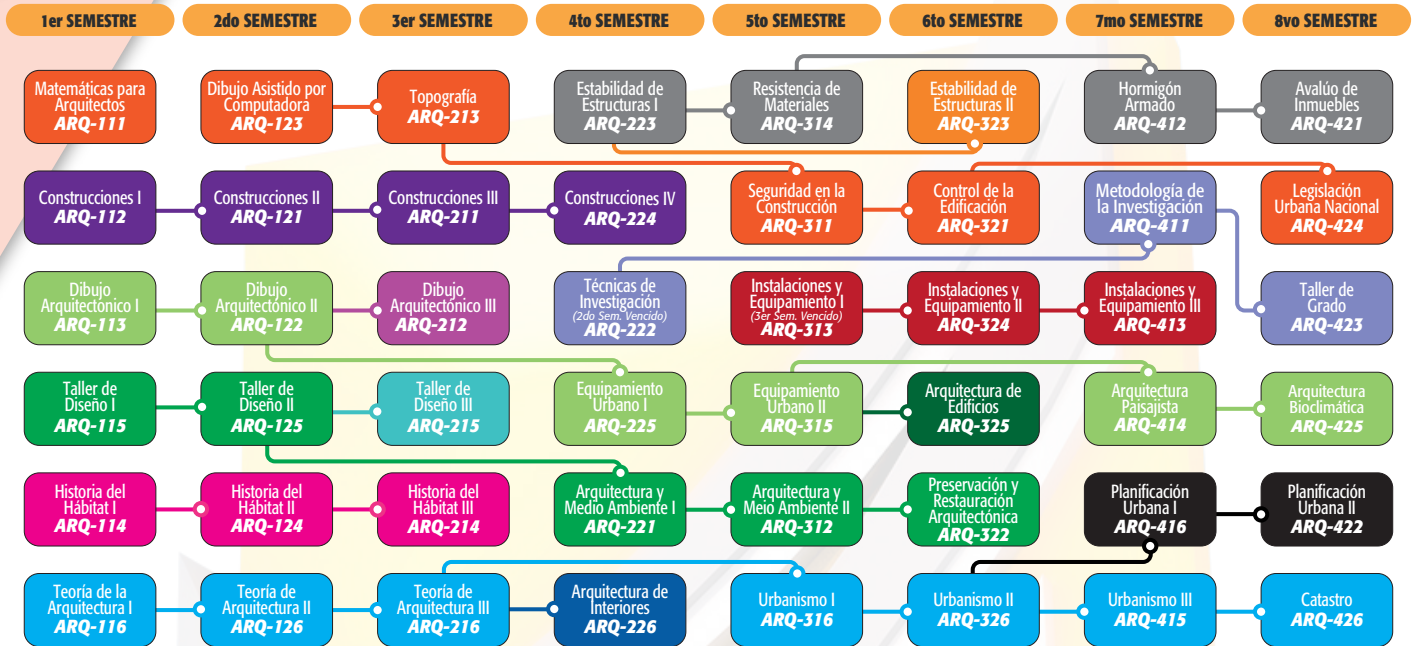 1er SEMESTRE
2do SEMESTRE
3er SEMESTRE
4to SEMESTRE
5to SEMESTRE
6to SEMESTRE
7mo SEMESTRE
8vo SEMESTRE
Matemáticas para
Arquitectos
ARQ-111
Dibujo Asistido por
Computadora
ARQ-123
Topografía
ARQ-213
Estabilidad de
Estructuras I
ARQ-223
Resistencia de
Materiales
ARQ-314
Estabilidad de
Estructuras II
ARQ-323
Hormigón
Armado
ARQ-412
Avalúo de
Inmuebles
ARQ-421
Construcciones I
ARQ-112
Construcciones II
ARQ-121
Construcciones III
ARQ-211
Construcciones IV
ARQ-224
Seguridad en la
Construcción
ARQ-311
Control de la
Edificación
ARQ-321
Metodología de
la Investigación
ARQ-411
Legislación
Urbana Nacional
ARQ-424
Dibujo
Arquitectónico I
ARQ-113
Dibujo
Arquitectónico II
ARQ-122
Dibujo
Arquitectónico III
ARQ-212
Técnicas de
Investigación
(2do Sem. Vencido)
ARQ-222
Instalaciones y
Equipamiento I
(3er Sem. Vencido)
ARQ-313
Instalaciones y
Equipamiento II
ARQ-324
Instalaciones y
Equipamiento III
ARQ-413
Taller de
Grado
ARQ-423
Taller de
Diseño I
ARQ-115
Taller de
Diseño II
ARQ-125
Taller de
Diseño III
ARQ-215
Equipamiento
Urbano I
ARQ-225
Equipamiento
Urbano II
ARQ-315
Arquitectura de
Edificios
ARQ-325
Arquitectura
Paisajista
ARQ-414
Arquitectura
Bioclimática
ARQ-425
Historia del
Hábitat I
ARQ-114
Historia del
Hábitat II
ARQ-124
Historia del
Hábitat III
ARQ-214
Arquitectura y
Medio Ambiente I
ARQ-221
Arquitectura y
Meio Ambiente II
ARQ-312
Preservación y
Restauración
Arquitectónica
ARQ-322
Planificación
Urbana I
ARQ-416
Planificación
Urbana II
ARQ-422
Teoría de la
Arquitectura I
ARQ-116
Teoría de
Arquitectura II
ARQ-126
Teoría de
Arquitectura III
ARQ-216
Arquitectura de
Interiores
ARQ-226
Urbanismo I
ARQ-316
Urbanismo II
ARQ-326
Urbanismo III
ARQ-415
Catastro
ARQ-426